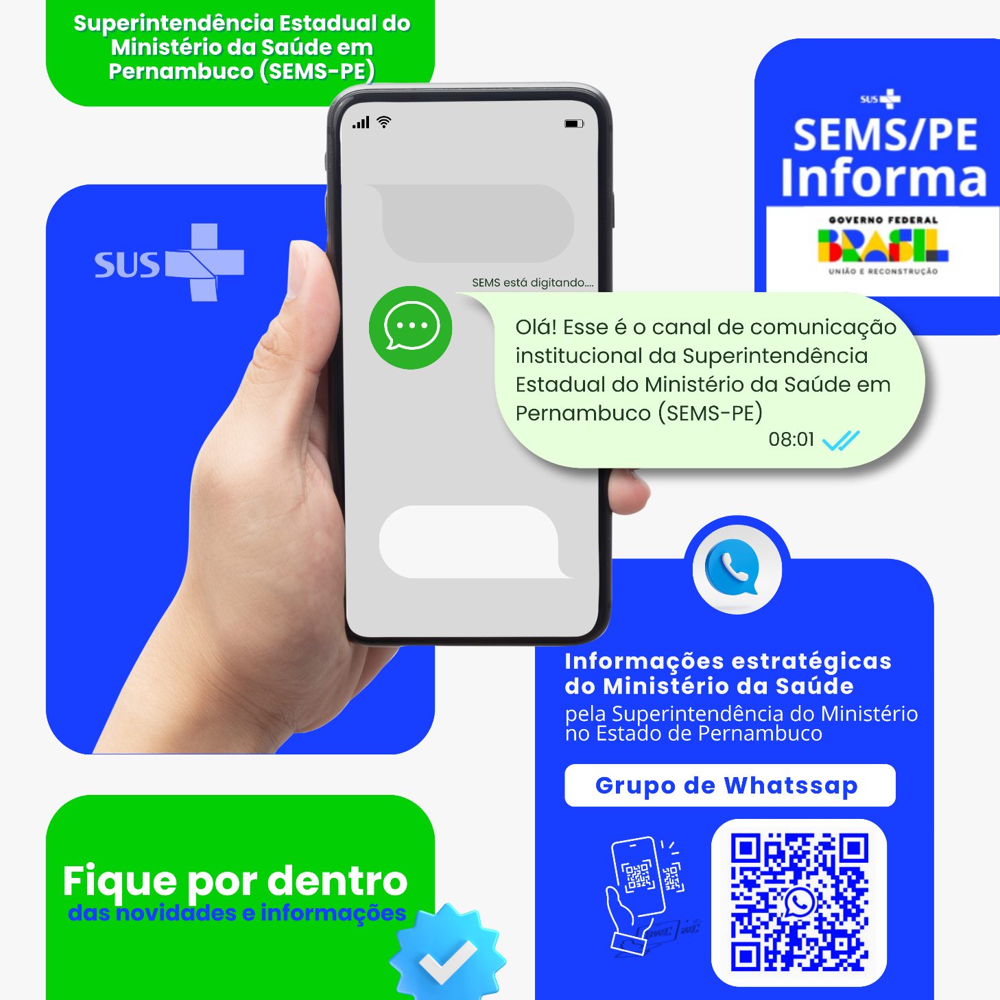 Superintendência Estadual do
Ministério da Saúde em
Pernambuco (SEMS-PE)
SUS
SEMS/PE
Informa
GOVERNO FEDERAL
BRASIL
UNIÃO E RECONSTRUÇÃO
SUS
SEMS está digitando....
Olá! Esse é o canal de comunicação
institucional da Superintendência
Estadual do Ministério da Saúde em
Pernambuco (SEMS-PE)
08:01
Informações estratégicas
do Ministério da Saúde
pela Superintendência do Ministério
no Estado de Pernambuco
Grupo de Whatssap
Fique por dentro
das novidades e informações